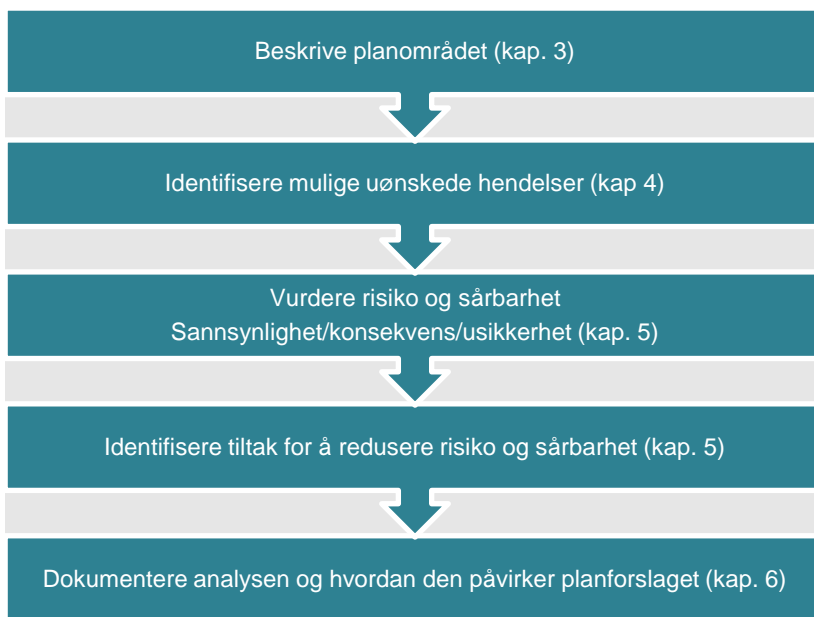 Beskrive planområdet (kap. 3)
Identifisere mulige uønskede hendelser (kap 4)
Vurdere risiko og sårbarhet
Sannsynlighet/konsekvens/usikkerhet (kap. 5)
Identifisere tiltak for å redusere risiko og sårbarhet (kap. 5)
Dokumentere analysen og hvordan den påvirker planforslaget (kap. 6)